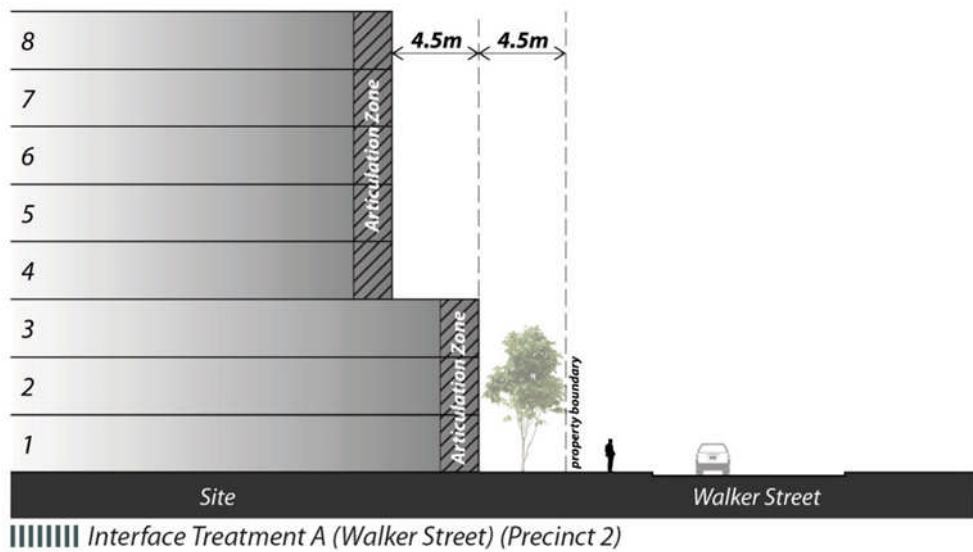 8
4.5m 4.5m
7
6
5
4
Articulation Zone
3
2
1
Articulation Zone
property boundary
Site
Walker Street
Interface Treatment A (Walker Street) (Precinct 2)